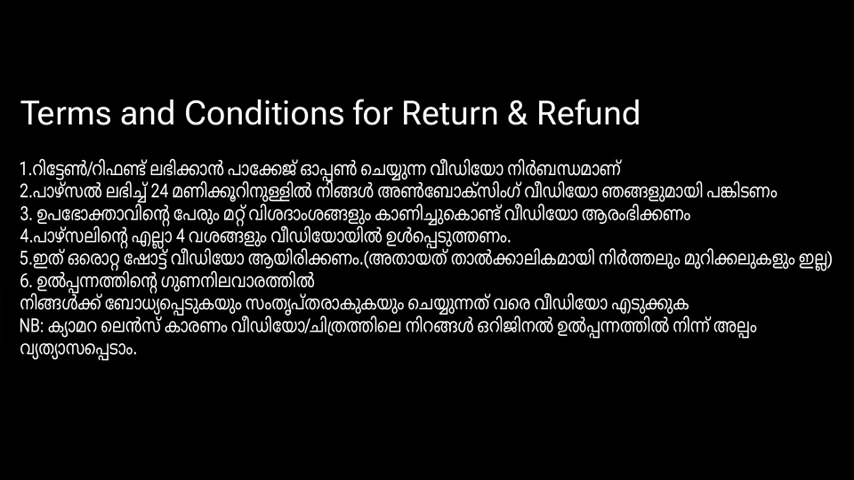 Terms and Conditions for Return & Refund
1.റിട്ടേൺ/റിഫണ്ട് ലഭിക്കാൻ പാക്കേജ് ഓപ്പൺ ചെയ്യുന്ന വീഡിയോ നിർബന്ധമാണ്
2.പാഴ്സൽ ലഭിച്ച് 24 മണിക്കൂറിനുള്ളിൽ നിങ്ങൾ അൺബോക്സിംഗ് വീഡിയോ ഞങ്ങളുമായി പങ്കിടണം
3. ഉപഭോക്താവിന്റെ പേരും മറ്റ് വിശദാംശങ്ങളും കാണിച്ചുകൊണ്ട് വീഡിയോ ആരംഭിക്കണം
4.പാഴ്സലിന്റെ എല്ലാ 4 വശങ്ങളും വീഡിയോയിൽ ഉൾപ്പെടുത്തണം.
5.ഇത് ഒരൊറ്റ ഷോട്ട് വീഡിയോ ആയിരിക്കണം.(അതായത് താൽക്കാലികമായി നിർത്തലും മുറിക്കലുകളും ഇല്ല)
6. ഉൽപ്പന്നത്തിന്റെ ഗുണനിലവാരത്തിൽ
നിങ്ങൾക്ക് ബോധ്യപ്പെടുകയും സംതൃപ്തരാകുകയും ചെയ്യുന്നത് വരെ വീഡിയോ എടുക്കുക
NB: ക്യാമറ ലെൻസ് കാരണം വീഡിയോ/ചിത്രത്തിലെ നിറങ്ങൾ ഒറിജിനൽ ഉൽപ്പന്നത്തിൽ നിന്ന് അല്പം
വ്യത്യാസപ്പെടാം.